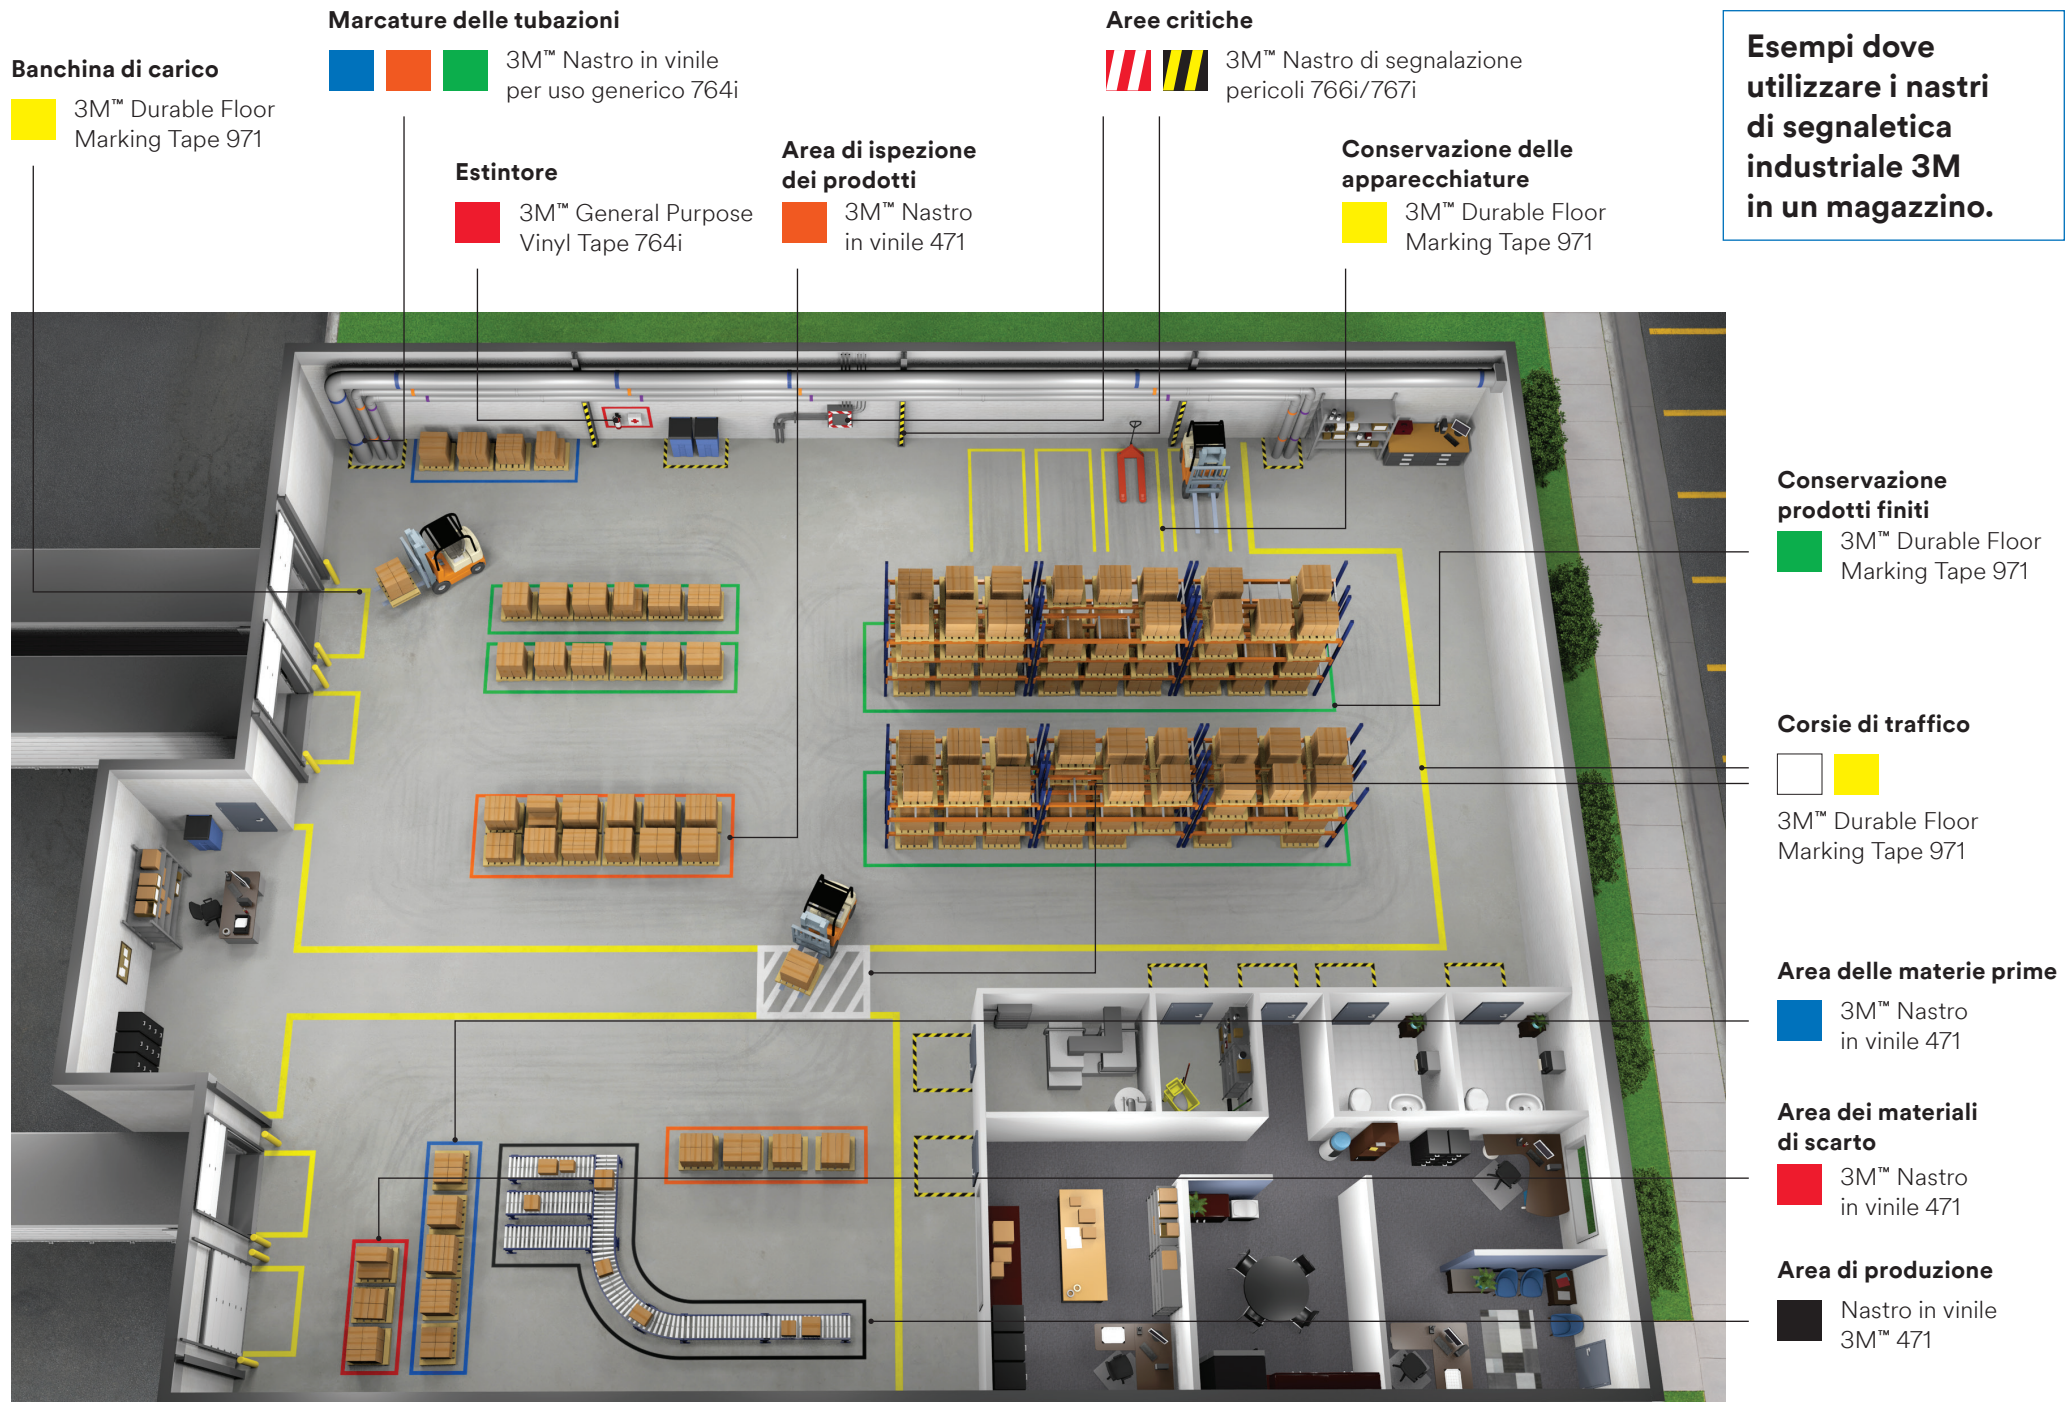 Marcature delle tubazioni
3M™ Nastro in vinile
per uso generico 764i
Aree critiche
3M™ Nastro di segnalazione
pericoli 766i/767i
Esempi dove
utilizzare i nastri
di segnaletica
industriale 3M
in un magazzino.
Banchina di carico
3M™ Durable Floor
Marking Tape 971
Estintore
3M™ General Purpose
Vinyl Tape 764i
Area di ispezione
dei prodotti
3M™ Nastro
in vinile 471
Conservazione delle
apparecchiature
3M™ Durable Floor
Marking Tape 971
Conservazione
prodotti finiti
3M™ Durable Floor
Marking Tape 971
Corsie di traffico
3M™ Durable Floor
Marking Tape 971
Area delle materie prime
3M™ Nastro
in vinile 471
Area dei materiali
di scarto
3M™ Nastro
in vinile 471
Area di produzione
Nastro in vinile
3M™ 471